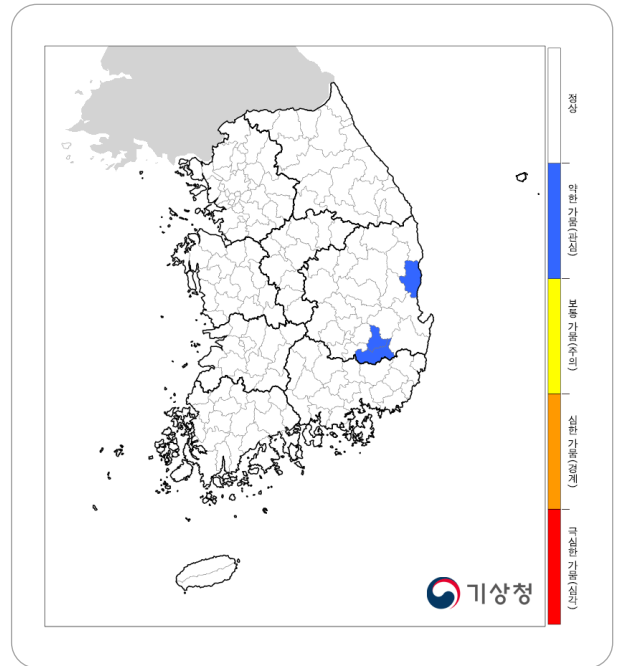 정상
약한 가뭄(관심)
보통 가뭄(주의)
심한 가뭄(경계)
극심한 가뭄(심각)
기상청